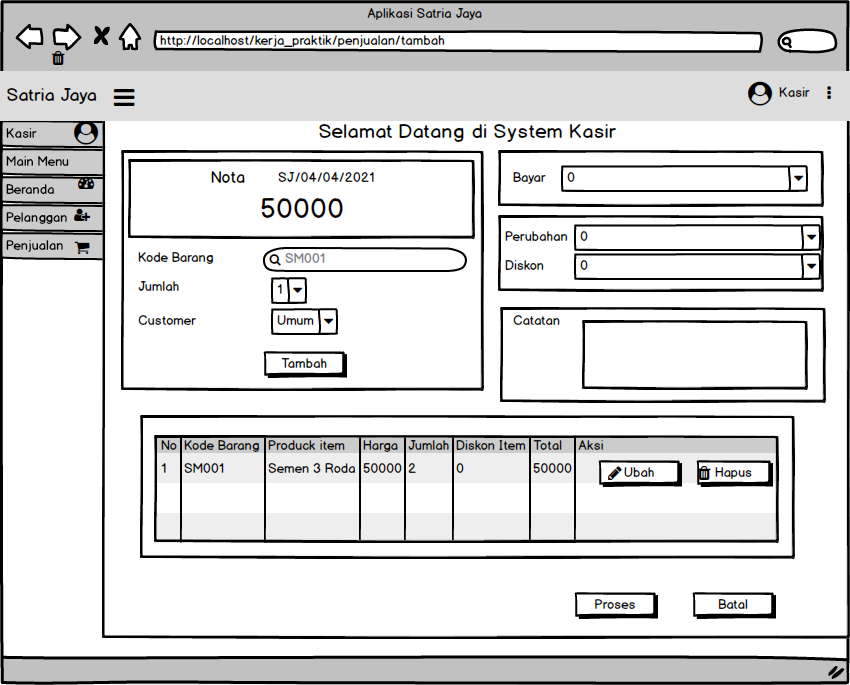 Aplikasi Satria Jaya
http://localhost/kerja_praktik/penjualan/tambah
Satria Jaya
Kasir
Kasir
Main Menu
Beranda
Pelanggan
Penjualan
Selamat Datang di System Kasir
Nota SJ/04/04/2021
50000
Kode Barang SM001
Jumlah 1
Customer Umum
Tambah
Bayar 0
Perubahan 0
Diskon 0
Catatan
No Kode Barang Produck item Harga Jumlah Diskon Item Total Aksi
1 SM001 Semen 3 Roda 50000 2 0 50000 Ubah Hapus
Proses Batal